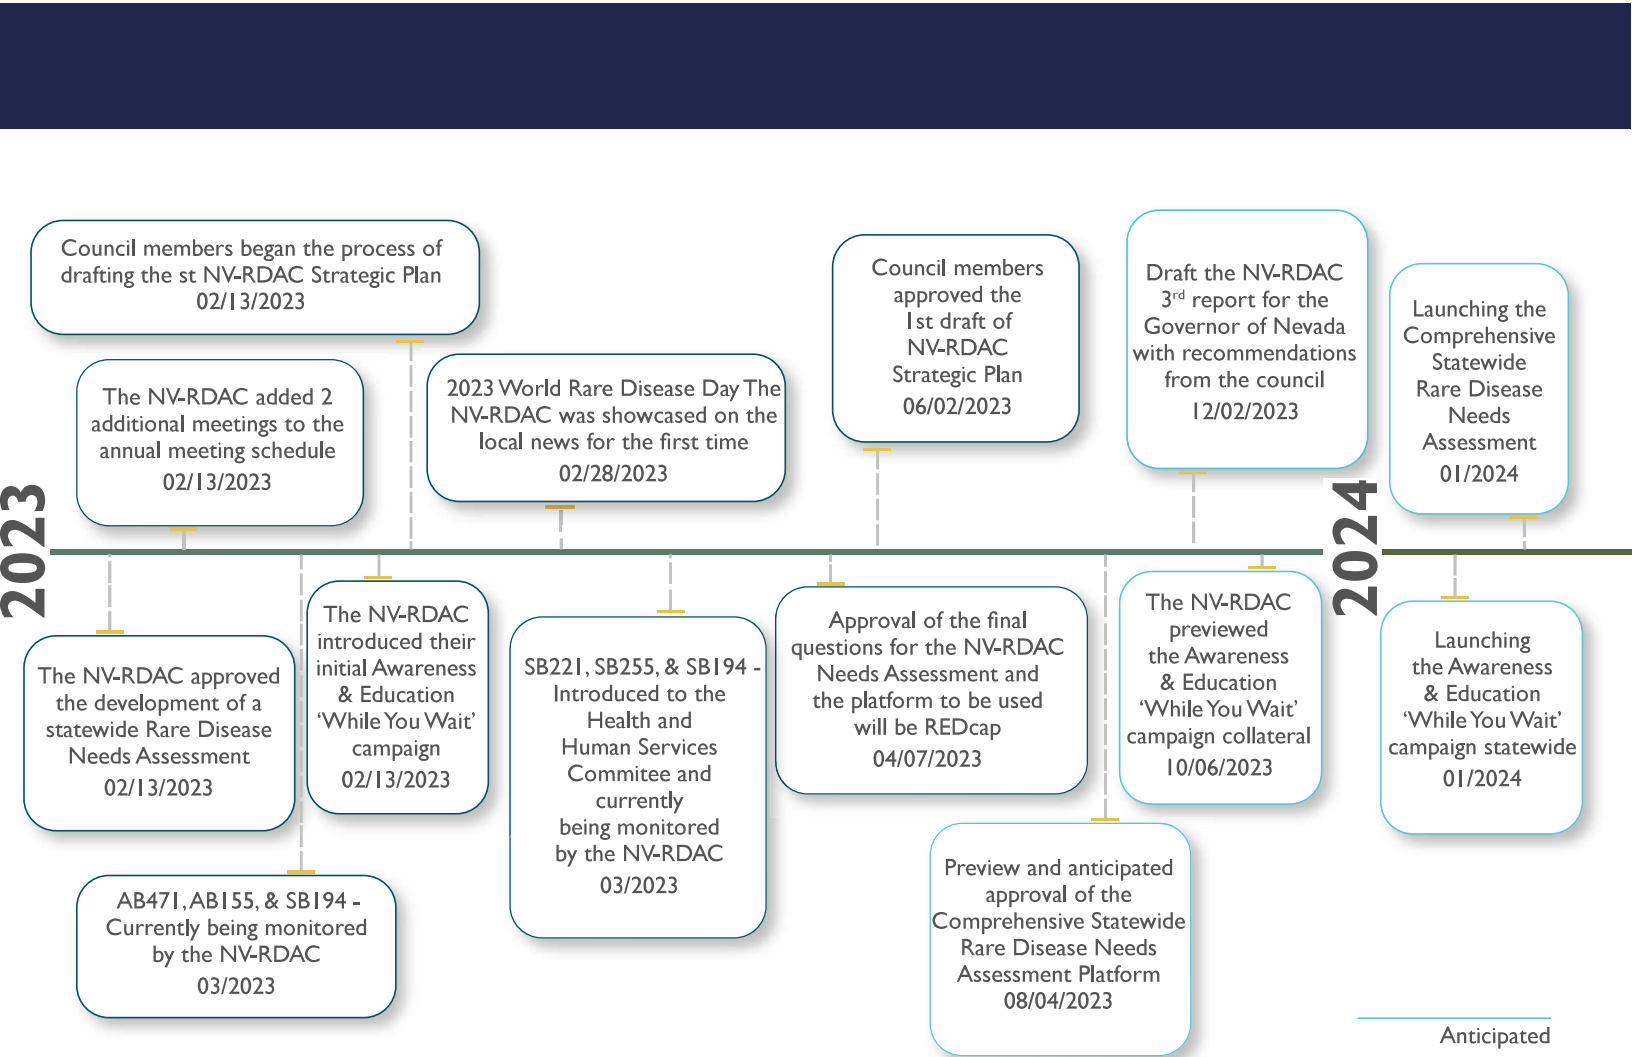 Council members began the process of
drafting the st NV-RDAC Strategic Plan
02/13/2023
The NV-RDAC added 2
additional meetings to the
annual meeting schedule
02/13/2023
2023 World Rare Disease Day The
NV-RDAC was showcased on the
local news for the first time
02/28/2023
Council members
approved the
1st draft of
NV-RDAC
Strategic Plan
06/02/2023
Draft the NV-RDAC
3rd report for the
Governor of Nevada
with recommendations
from the council
12/02/2023
Launching the
Comprehensive
Statewide
Rare Disease
Needs
Assessment
01/2024
2023
2024
The NV-RDAC approved
the development of a
statewide Rare Disease
Needs Assessment
02/13/2023
AB471, AB155, & SB194 -
Currently being monitored
by the NV-RDAC
03/2023
The NV-RDAC
introduced their
initial Awareness
& Education
‘While You Wait’
campaign
02/13/2023
SB221, SB255, & SB194 -
Introduced to the
Health and
Human Services
Commitee and
currently
being monitored
by the NV-RDAC
03/2023
Approval of the final
questions for the NV-RDAC
Needs Assessment and
the platform to be used
will be REDcap
04/07/2023
Preview and anticipated
approval of the
Comprehensive Statewide
Rare Disease Needs
Assessment Platform
08/04/2023
The NV-RDAC
previewed
the Awareness
& Education
‘While You Wait’
campaign collateral
10/06/2023
Launching
the Awareness
& Education
‘While You Wait’
campaign statewide
01/2024
Anticipated